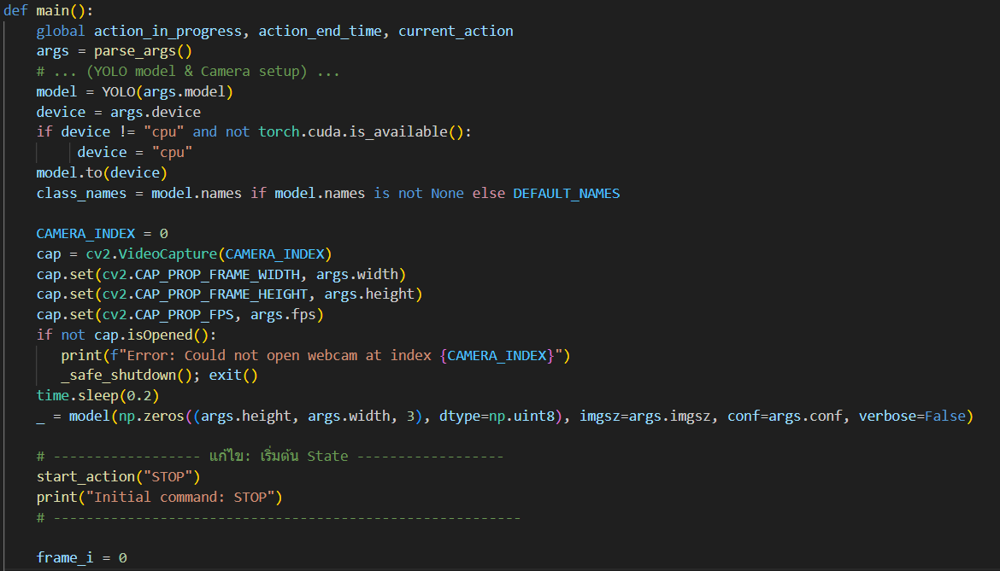 def main():
    global action_in_progress, action_end_time, current_action
    args = parse_args()
    # ... (YOLO model & Camera setup) ...
    model = YOLO(args.model)
    device = args.device
    if device != "cpu" and not torch.cuda.is_available():
         device = "cpu"
    model.to(device)
    class_names = model.names if model.names is not None else DEFAULT_NAMES

    CAMERA_INDEX = 0
    cap = cv2.VideoCapture(CAMERA_INDEX)
    cap.set(cv2.CAP_PROP_FRAME_WIDTH, args.width)
    cap.set(cv2.CAP_PROP_FRAME_HEIGHT, args.height)
    cap.set(cv2.CAP_PROP_FPS, args.fps)
    if not cap.isOpened():
       print(f"Error: Could not open webcam at index {CAMERA_INDEX}")
       _safe_shutdown(); exit()
    time.sleep(0.2)
    _ = model(np.zeros((args.height, args.width, 3), dtype=np.uint8), imgsz=args.imgsz, conf=args.conf, verbose=False)

    # ------------------ แก้ไข: เริ่มต้น State ------------------
    start_action("STOP")
    print("Initial command: STOP")
    # ---------------------------------------------------------

    frame_i = 0